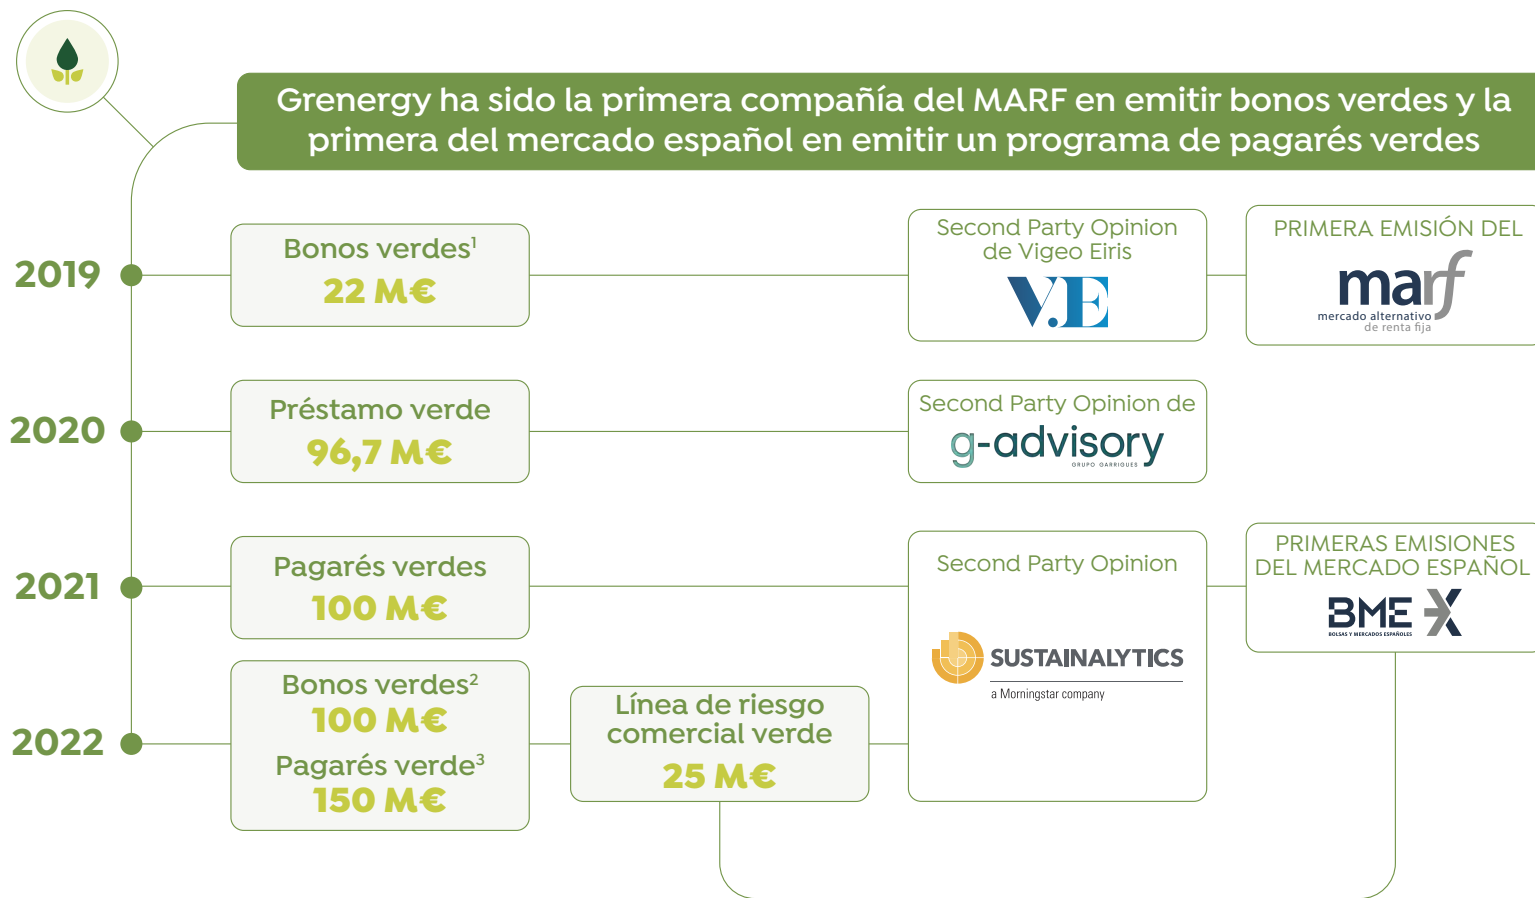 Grenergy ha sido la primera compañía del MARF en emitir bonos verdes y la
primera del mercado español en emitir un programa de pagarés verdes
2019
Bonos verdes¹
22 M€
Second Party Opinion
de Vigeo Eiris
V.E
PRIMERA EMISIÓN DEL
marf
mercado alternativo
de renta fija
2020
Préstamo verde
96,7 M€
Second Party Opinion de
g-advisory
GRUPO GARRIGUES
2021
Pagarés verdes
100 M€
Second Party Opinion
SUSTAINALYTICS
a Morningstar company
PRIMERAS EMISIONES
DEL MERCADO ESPAÑOL
BME X
BOLSAS Y MERCADOS ESPAÑOLES
2022
Bonos verdes²
100 M€
Pagarés verde³
150 M€
Línea de riesgo
comercial verde
25 M€